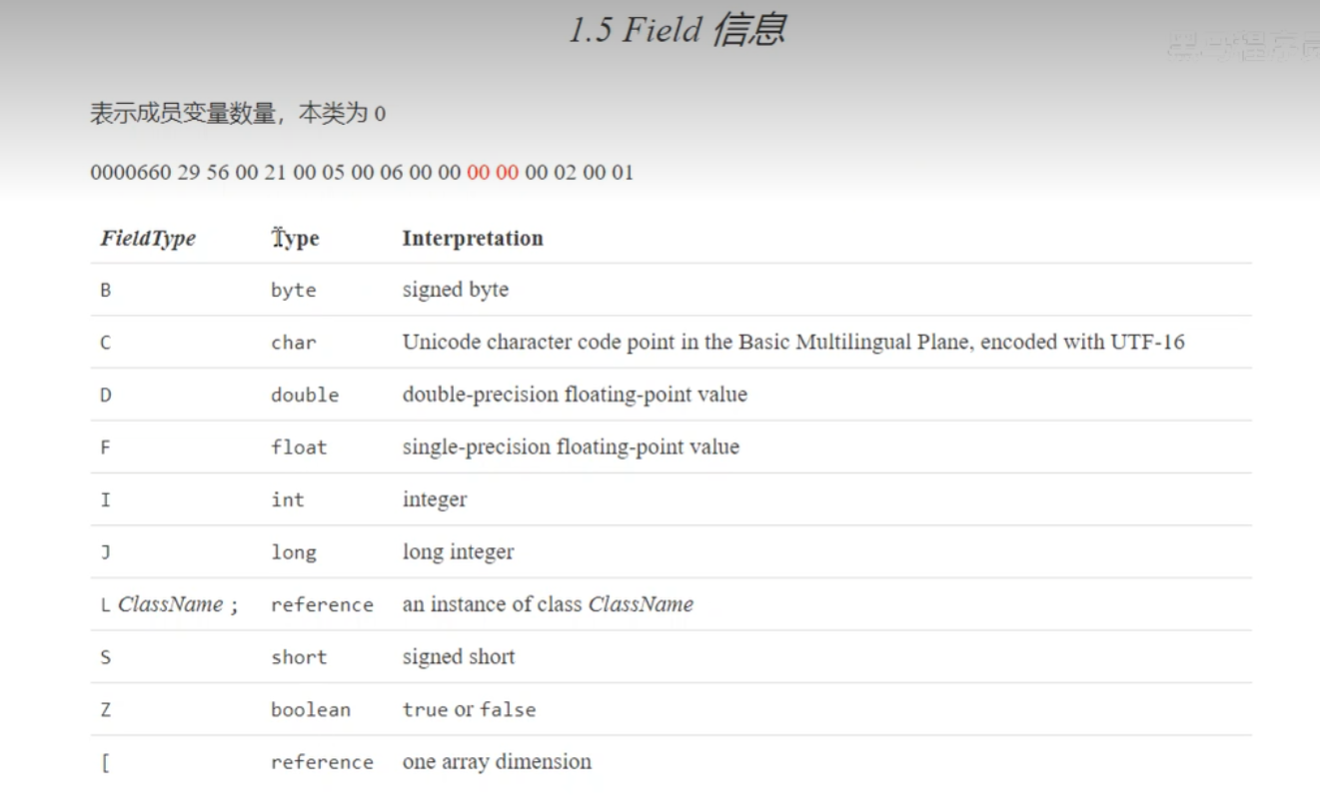 1.5 Field 信息
表示成员变量数量，本类为 0
0000660 29 56 00 21 00 05 00 06 00 00 00 00 00 02 00 01
FieldType Type Interpretation
B byte signed byte
C char Unicode character code point in the Basic Multilingual Plane, encoded with UTF-16
D double double-precision floating-point value
F float single-precision floating-point value
I int integer
J long long integer
L ClassName ; reference an instance of class ClassName
S short signed short
Z boolean true or false
[ reference one array dimension